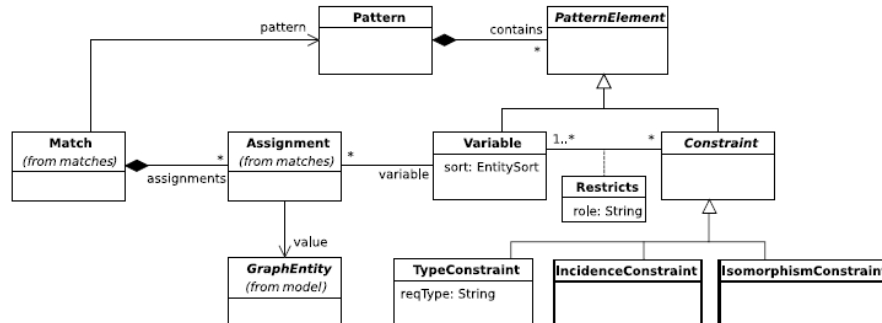 Pattern
PatternElement
pattern
contains
*
Match
(from matches)
*
assignments
Assignment
(from matches)
*
variable
Variable
sort: EntitySort
1..*
*
Constraint
Restricts
role: String
value
GraphEntity
(from model)
TypeConstraint
reqType: String
IncidenceConstraint
IsomorphismConstraint